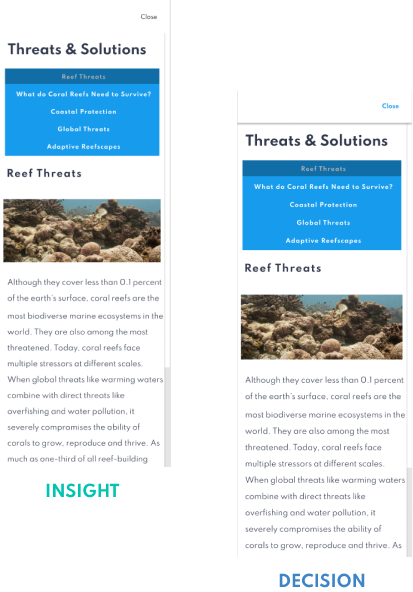 Close
Threats & Solutions
Reef Threats
What do Coral Reefs Need to Survive?
Coastal Protection
Global Threats
Adaptive Reefscapes
Reef Threats
Although they cover less than 0.1 percent
of the earth's surface, coral reefs are the
most biodiverse marine ecosystems in the
world. They are also among the most
threatened. Today, coral reefs face
multiple stressors at different scales.
When global threats like warming waters
combine with direct threats like
overfishing and water pollution, it
severely compromises the ability of
corals to grow, reproduce and thrive. As
much as one-third of all reef-building
INSIGHT
Close
Threats & Solutions
Reef Threats
What do Coral Reefs Need to Survive?
Coastal Protection
Global Threats
Adaptive Reefscapes
Reef Threats
Although they cover less than 0.1 percent
of the earth's surface, coral reefs are the
most biodiverse marine ecosystems in the
world. They are also among the most
threatened. Today, coral reefs face
multiple stressors at different scales.
When global threats like warming waters
combine with direct threats like
overfishing and water pollution, it
severely compromises the ability of
corals to grow, reproduce and thrive. As
DECISION